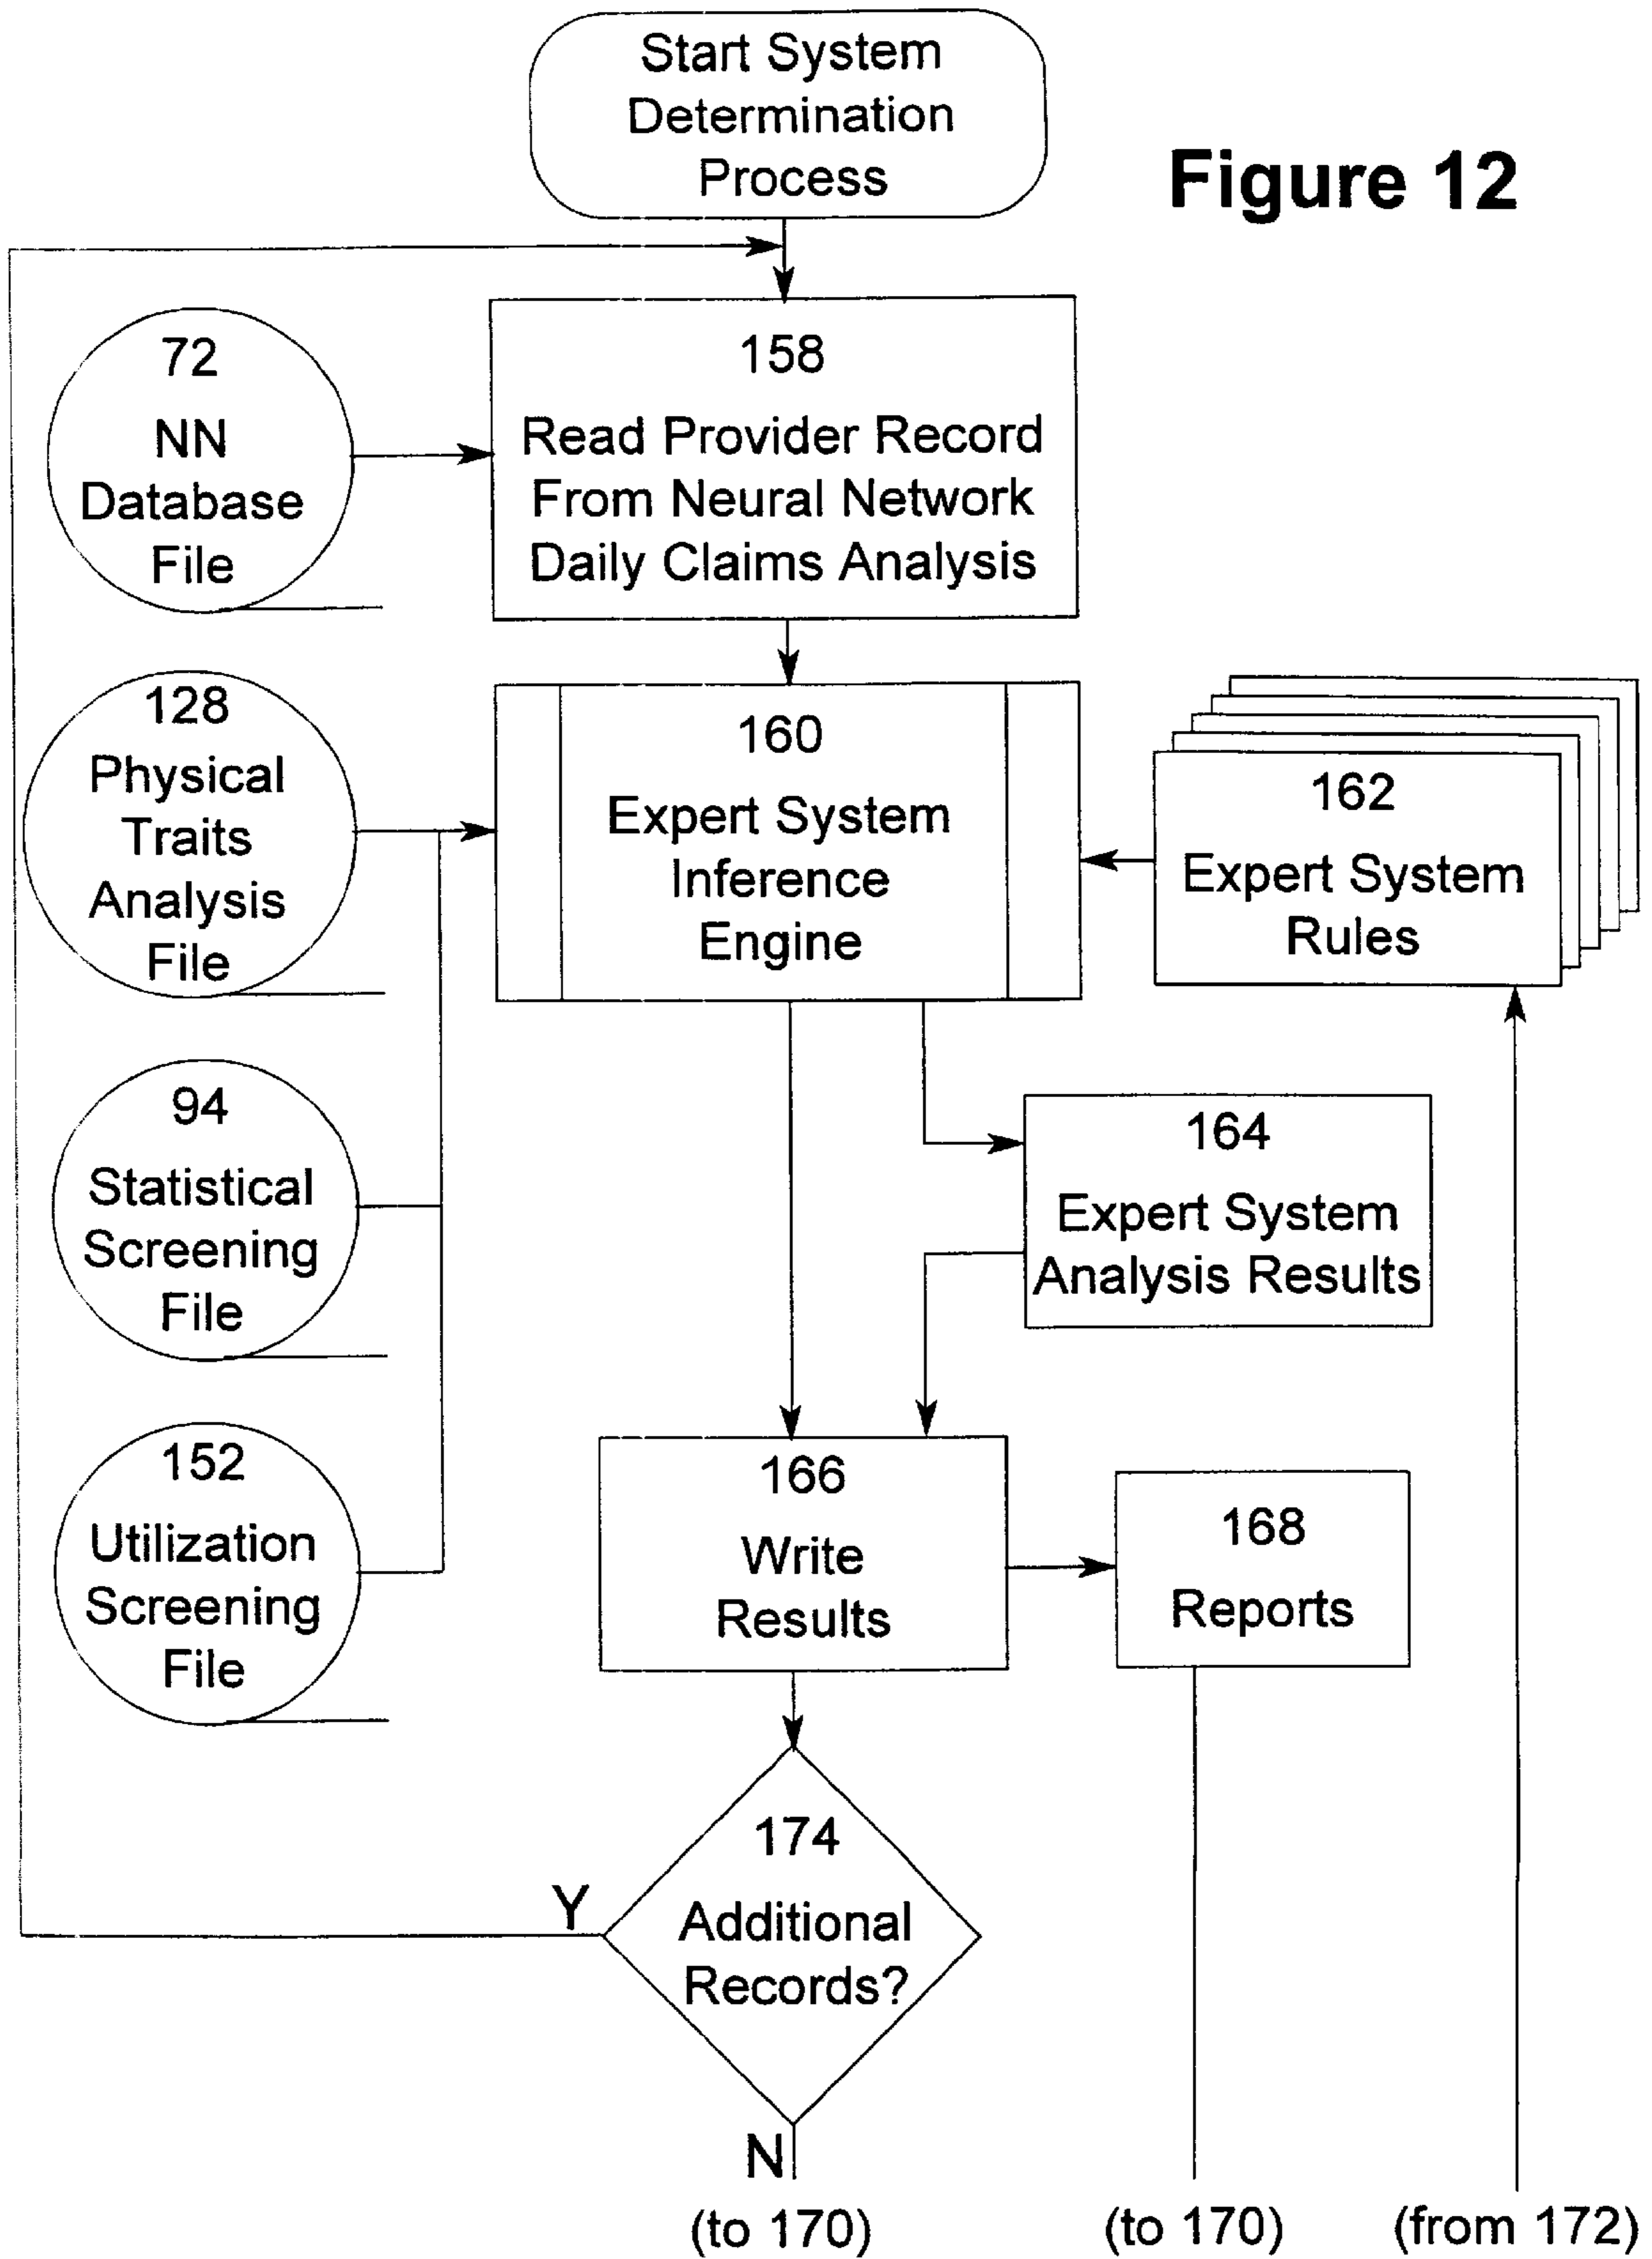 Start System
Determination
Process
Figure 12
72
NN
Database
File
158
Read Provider Record
From Neural Network
Daily Claims Analysis
128
Physical
Traits
Analysis
File
160
Expert System
Inference
Engine
162
Expert System
Rules
94
Statistical
Screening
File
164
Expert System
Analysis Results
152
Utilization
Screening
File
166
Write
Results
168
Reports
174
Additional
Records?
Y
N
(to 170)
(to 170)
(from 172)